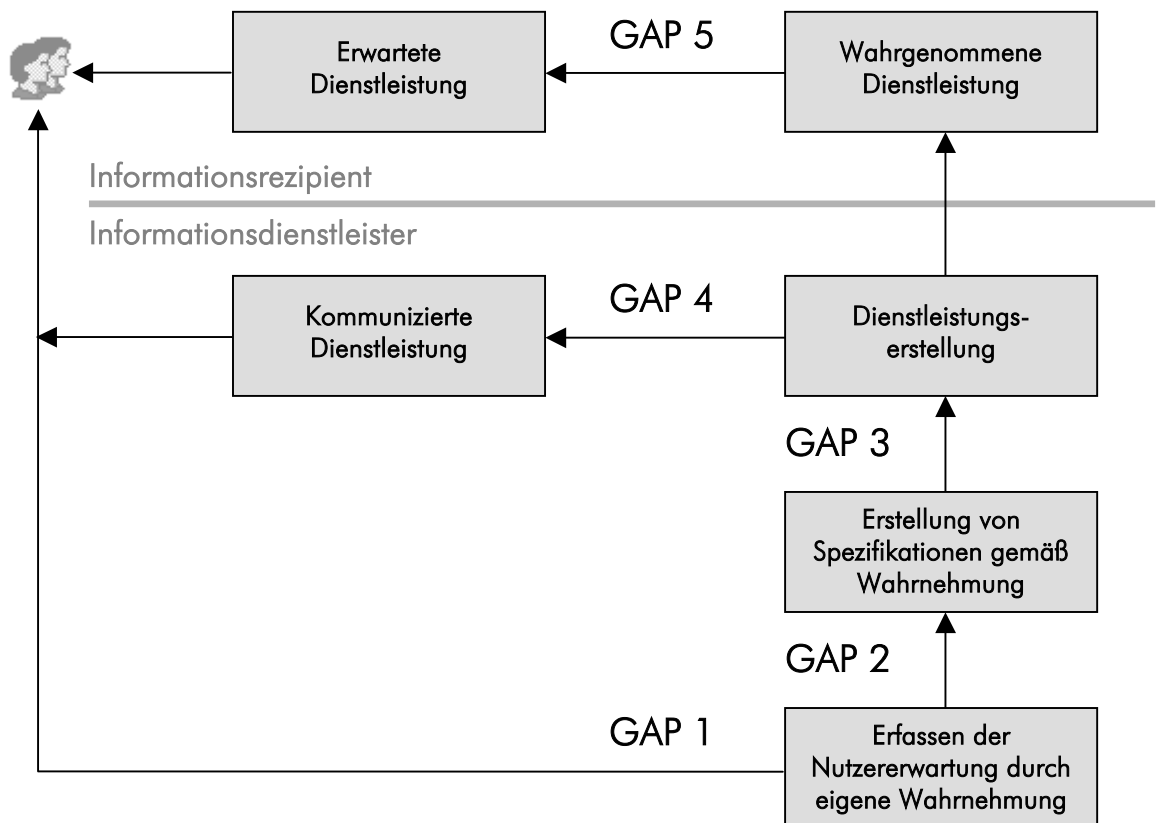 Erwartete
Dienstleistung
GAP 5
Wahrgenommene
Dienstleistung
Informationsrezipient
Informationsdienstleister
Kommunizierte
Dienstleistung
GAP 4
Dienstleistungs-
erstellung
GAP 3
Erstellung von
Spezifikationen gemäß
Wahrnehmung
GAP 2
GAP 1
Erfassen der
Nutzererwartung durch
eigene Wahrnehmung